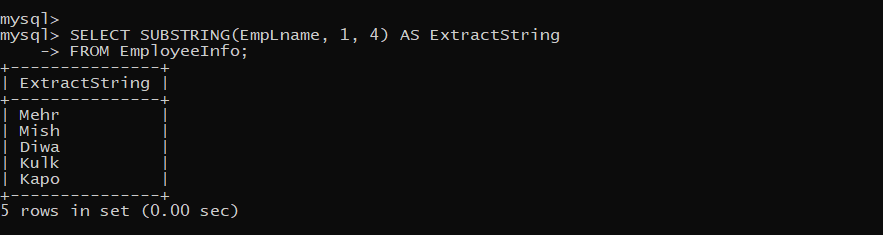 mysql>
mysql> SELECT SUBSTRING(EmpLname, 1, 4) AS ExtractString
    -> FROM EmployeeInfo;
+---------------+
| ExtractString |
+---------------+
| Mehr          |
| Mish          |
| Diwa          |
| Kulk          |
| Kapo          |
+---------------+
5 rows in set (0.00 sec)